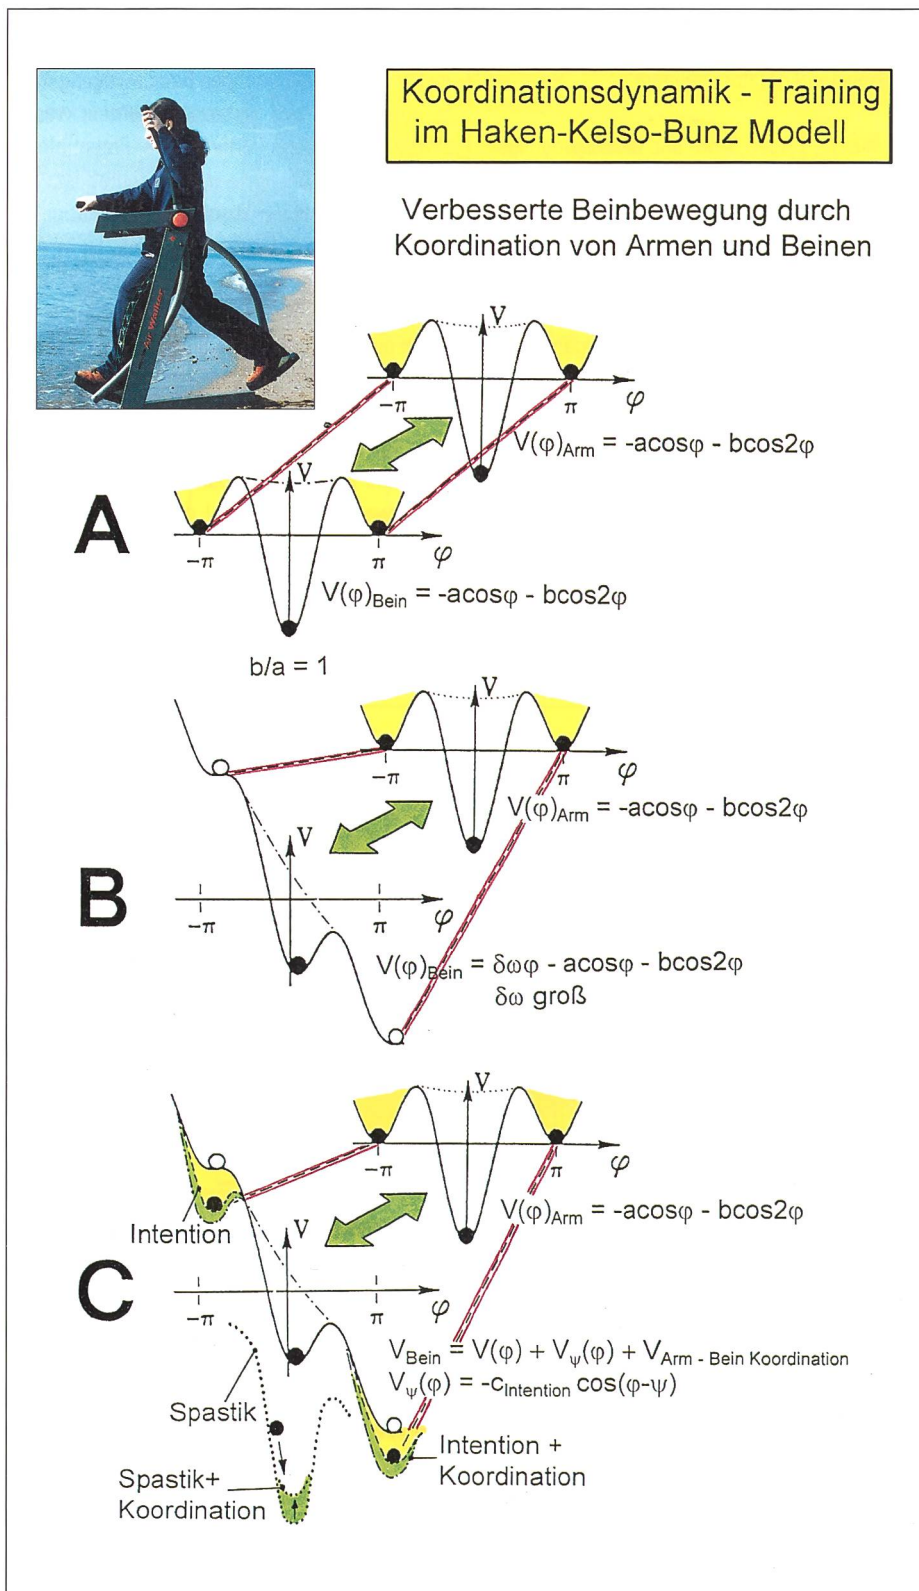 Koordinationsdynamik - Training
im Haken-Kelso-Bunz Modell
Verbesserte Beinbewegung durch
Koordination von Armen und Beinen
Air Walker
V
-π
π
φ
V(φ)Arm = -acosφ - bcos2φ
A
V
-π
π
φ
V(φ)Bein = -acosφ - bcos2φ
b/a = 1
V
-π
π
φ
V(φ)Arm = -acosφ - bcos2φ
B
V
-π
π
φ
V(φ)Bein = δωφ - acosφ - bcos2φ
δω groß
V
-π
π
φ
V(φ)Arm = -acosφ - bcos2φ
Intention
C
V
-π
π
φ
VBein = V(φ) + Vψ(φ) + VArm - Bein Koordination
Vψ(φ) = -cIntention cos(φ-ψ)
Spastik
Intention +
Koordination
Spastik+
Koordination